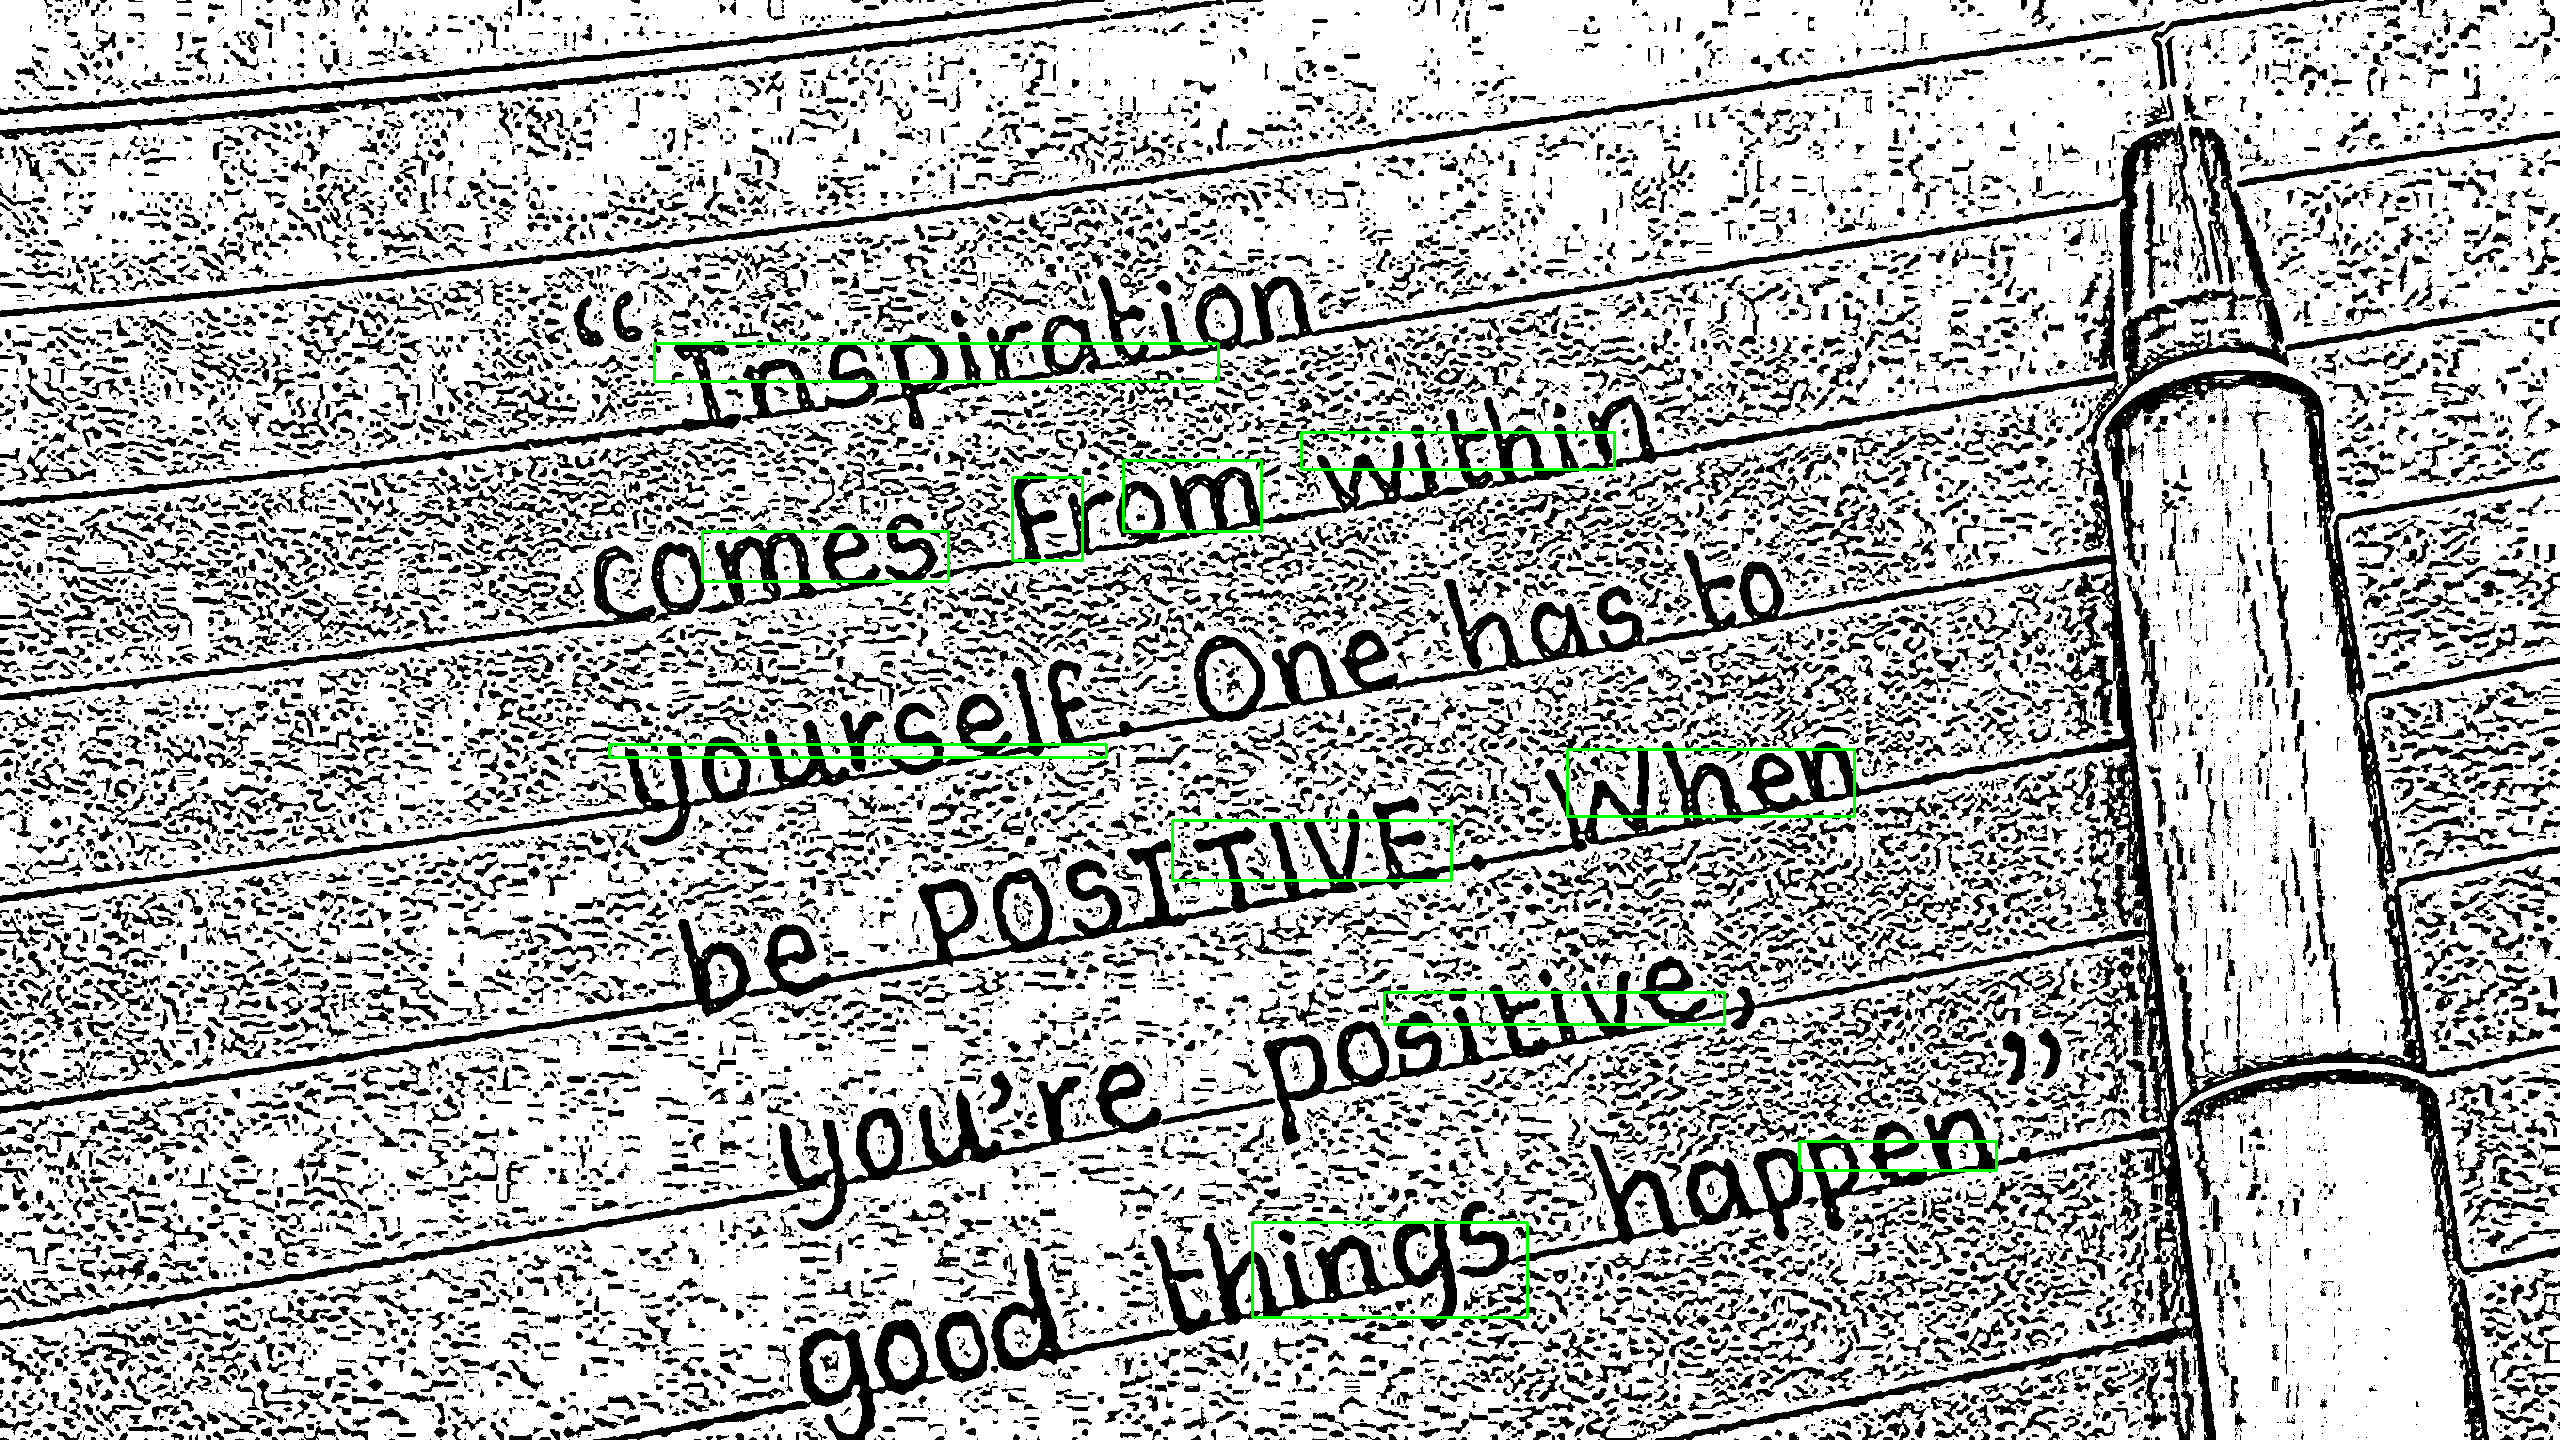 “Inspiration
comes From within
yourself. One has to
be POSITIVE. When
you're positive,
good things happen.”